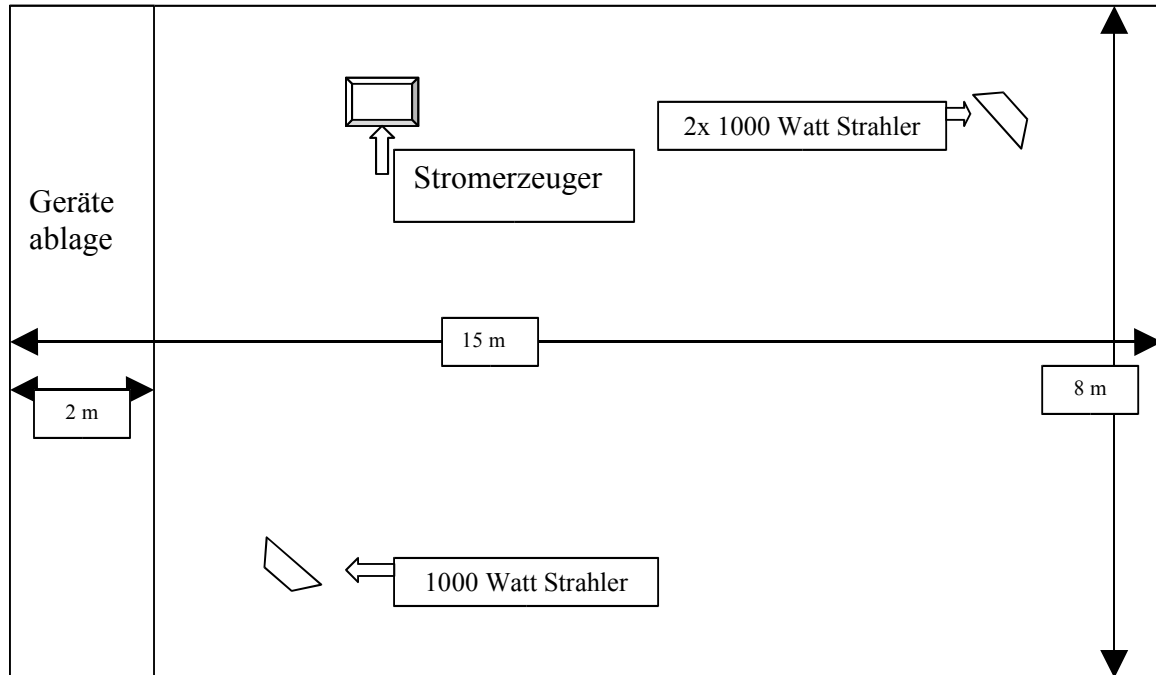 2x 1000 Watt Strahler
Stromerzeuger
Geräte
ablage
15 m
2 m
8 m
1000 Watt Strahler